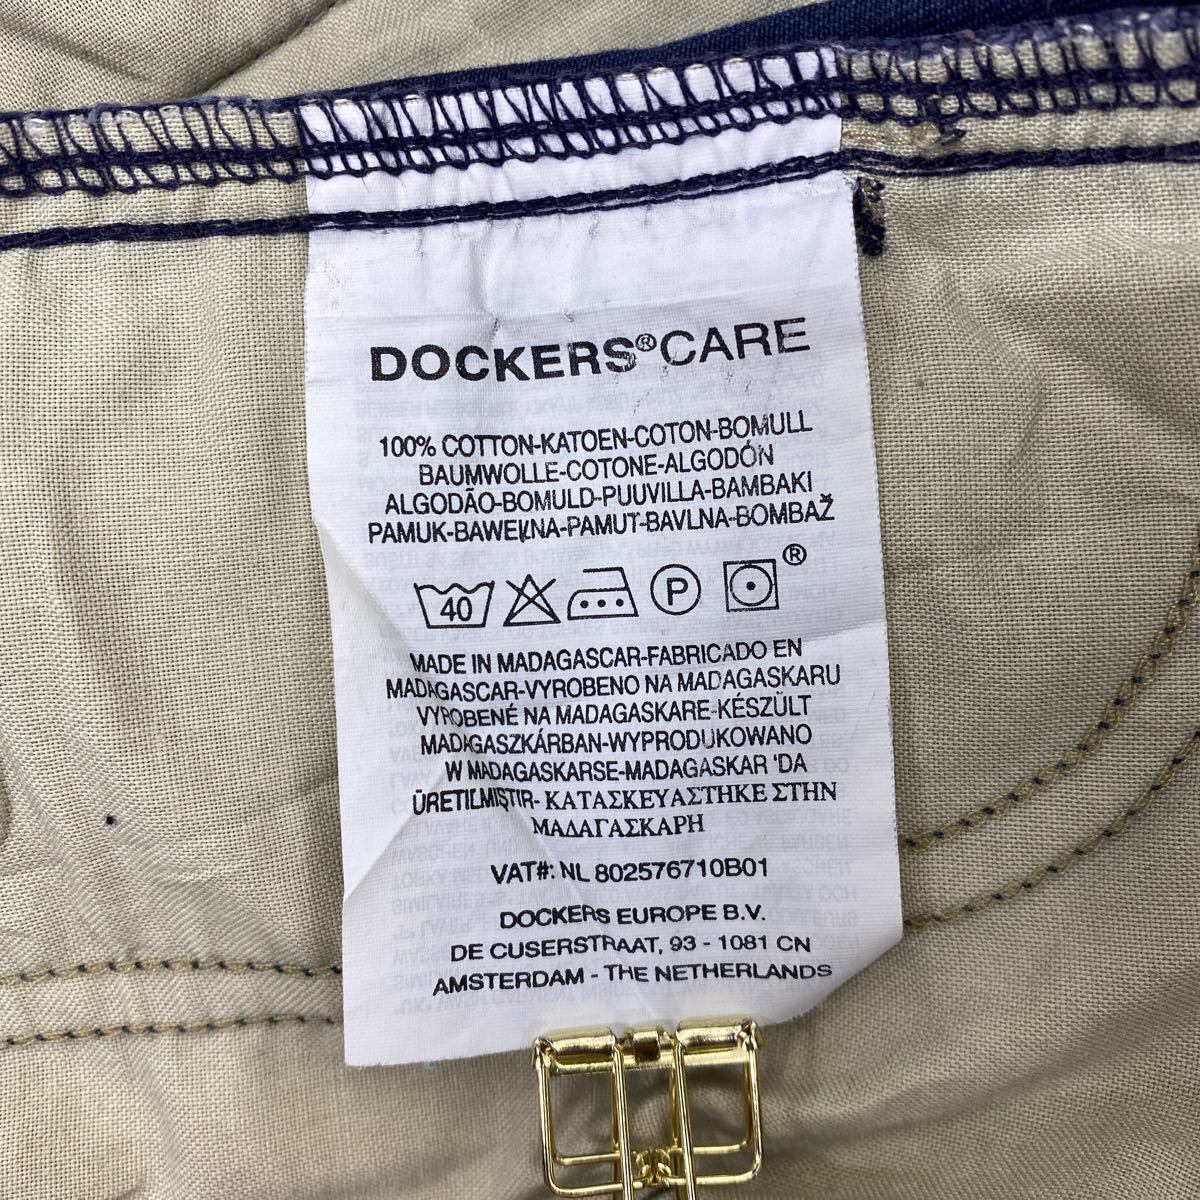 DOCKERS®CARE
100% COTTON-KATOEN-COTON-BOMULL
BAUMWOLLE-COTONE-ALGODÓN
ALGODÃO-BOMULD-PUUVILLA-BAMBAKI
PAMUK-BAWEŁNA-PAMUT-BAVLNA-BOMBAŽ
40 P ®
MADE IN MADAGASCAR-FABRICADO EN
MADAGASCAR-VYROBENO NA MADAGASKARU
VYROBENÉ NA MADAGASKARE-KÉSZÜLT
MADAGASZKÁRBAN-WYPRODUKOWANO
W MADAGASKARSE-MADAGASKAR 'DA
ÜRETILMIŞTIR- ΚΑΤΑΣΚΕΥΑΣΤΗΚΕ ΣΤΗΝ
ΜΑΔΑΓΑΣΚΑΡΗ
VAT#: NL 802576710B01
DOCKERS EUROPE B.V.
DE CUSERSTRAAT, 93 - 1081 CN
AMSTERDAM - THE NETHERLANDS